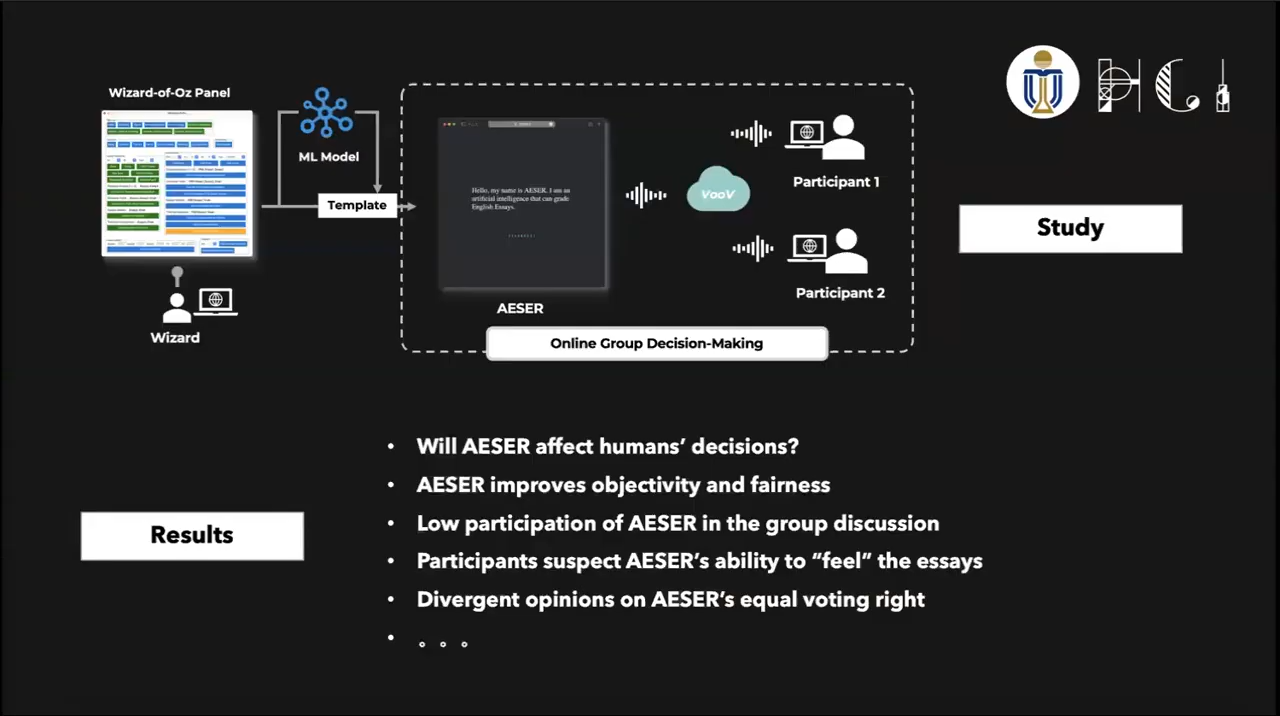 Wizard-of-Oz Panel
ML Model
Template
Wizard
Hello, my name is AESER. I am an
artificial intelligence that can grade
English Essays.
AESER
VooV
Participant 1
Participant 2
Online Group Decision-Making
HCI
Study
Results
• Will AESER affect humans’ decisions?
• AESER improves objectivity and fairness
• Low participation of AESER in the group discussion
• Participants suspect AESER’s ability to “feel” the essays
• Divergent opinions on AESER’s equal voting right
• 。。。